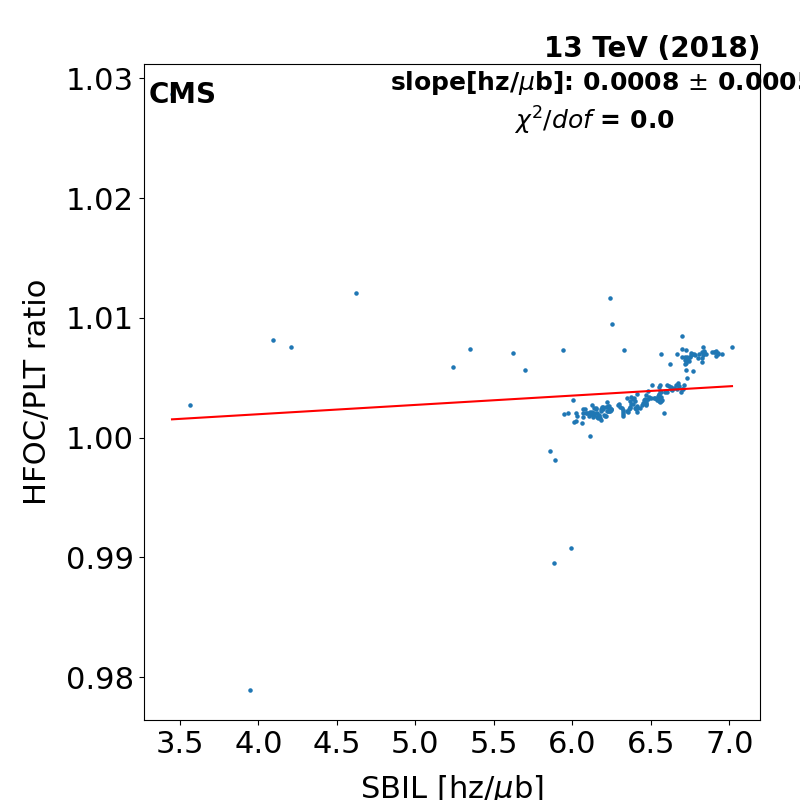 13 TeV (2018)
CMS
slope[hz/μb]: 0.0008 ± 0.0005
χ²/dof = 0.0
HFOC/PLT ratio
1.03
1.02
1.01
1.00
0.99
0.98
3.5 4.0 4.5 5.0 5.5 6.0 6.5 7.0
SBIL [hz/μb]